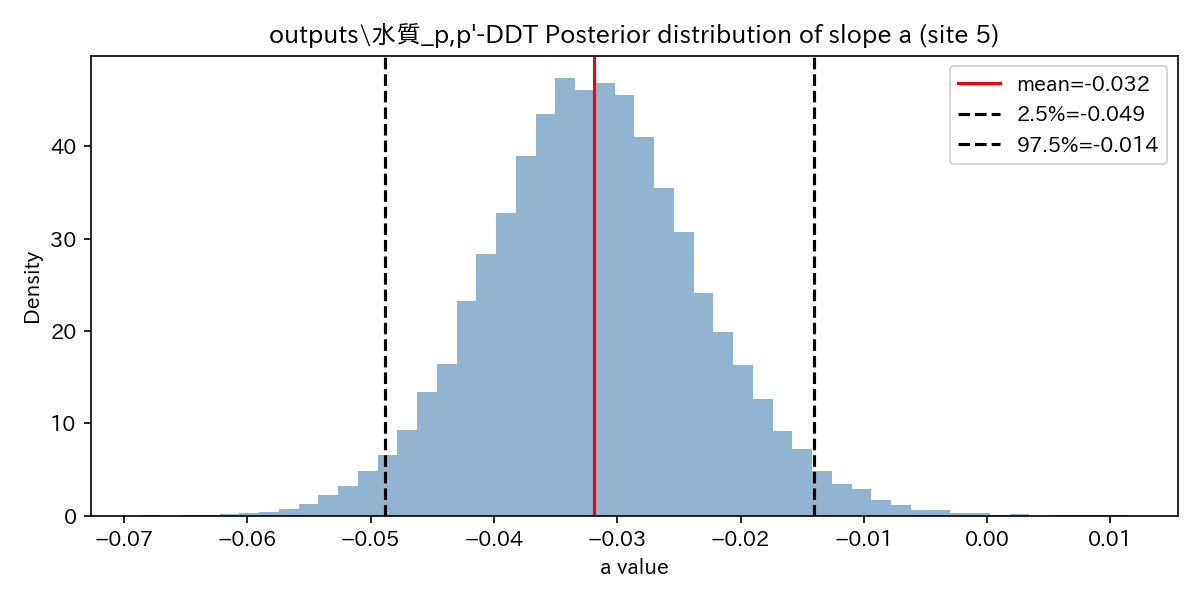 outputs\水質_p,p'-DDT Posterior distribution of slope a (site 5)
mean=-0.032
2.5%=-0.049
97.5%=-0.014
Density
40
30
20
10
0
−0.07 −0.06 −0.05 −0.04 −0.03 −0.02 −0.01 0.00 0.01
a value